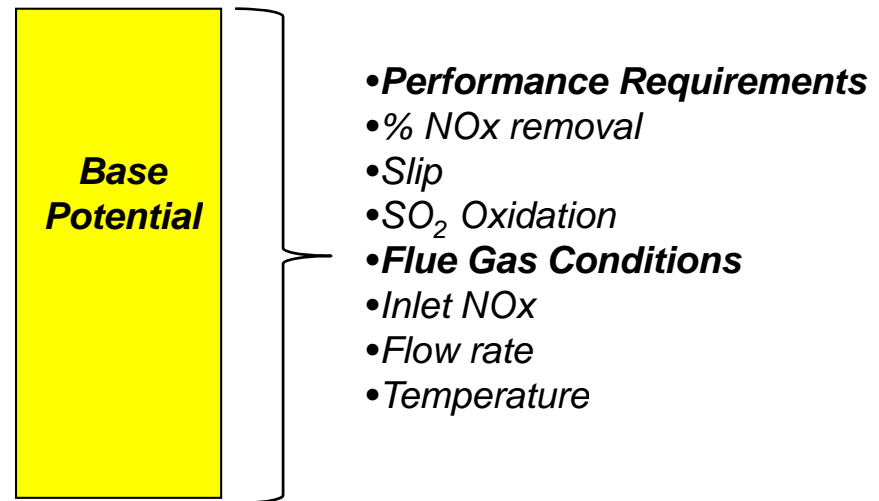 Base
Potential
•Performance Requirements
•% NOx removal
•Slip
•SO₂ Oxidation
•Flue Gas Conditions
•Inlet NOx
•Flow rate
•Temperature